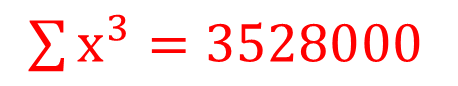 ∑ x³ = 3528000